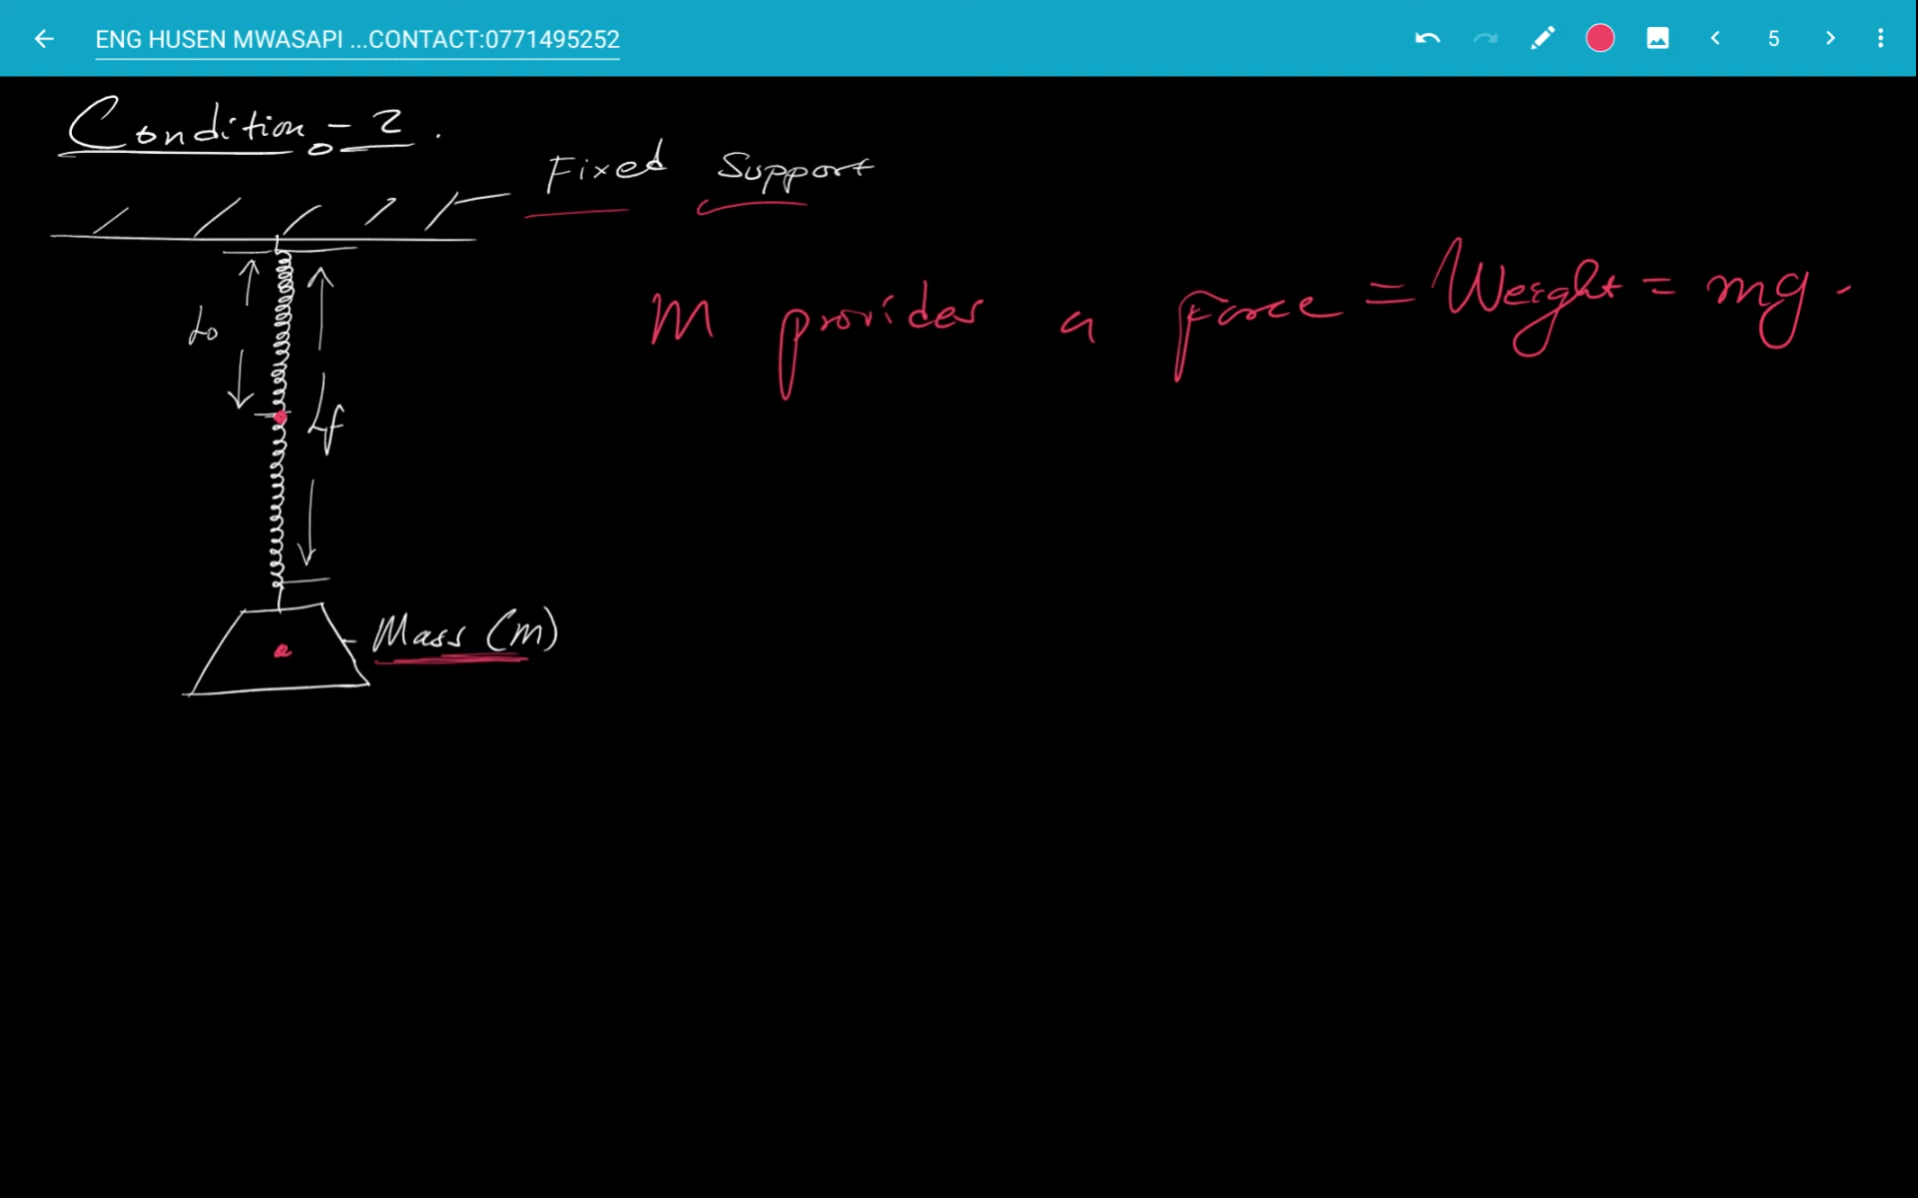 ENG HUSEN MWASAPI ...CONTACT:0771495252
5
Condition - 2.
Fixed Support
M provides a Force = Weight = mg.
Lo
Lf
Mass (m)